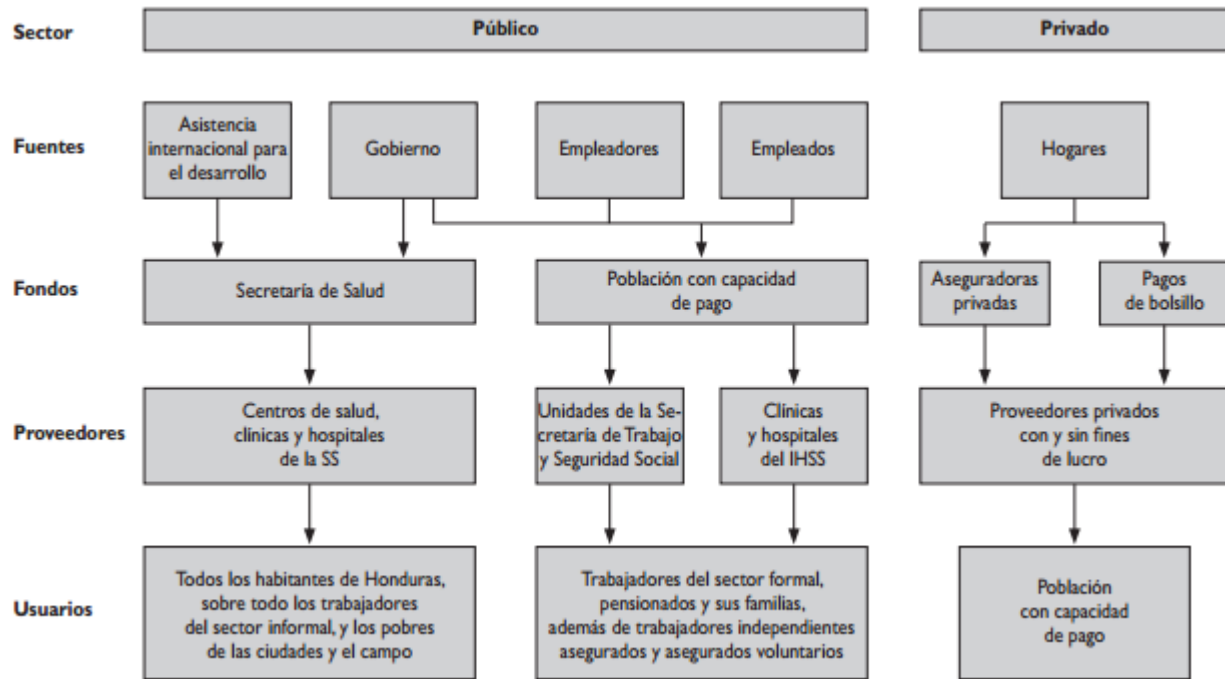 Sector
Público
Privado
Fuentes
Asistencia
internacional para
el desarrollo
Gobierno
Empleadores
Empleados
Hogares
Fondos
Secretaría de Salud
Población con capacidad
de pago
Aseguradoras
privadas
Pagos
de bolsillo
Proveedores
Centros de salud,
clínicas y hospitales
de la SS
Unidades de la Se-
cretaría de Trabajo
y Seguridad Social
Clínicas
y hospitales
del IHSS
Proveedores privados
con y sin fines
de lucro
Usuarios
Todos los habitantes de Honduras,
sobre todo los trabajadores
del sector informal, y los pobres
de las ciudades y el campo
Trabajadores del sector formal,
pensionados y sus familias,
además de trabajadores independientes
asegurados y asegurados voluntarios
Población
con capacidad
de pago